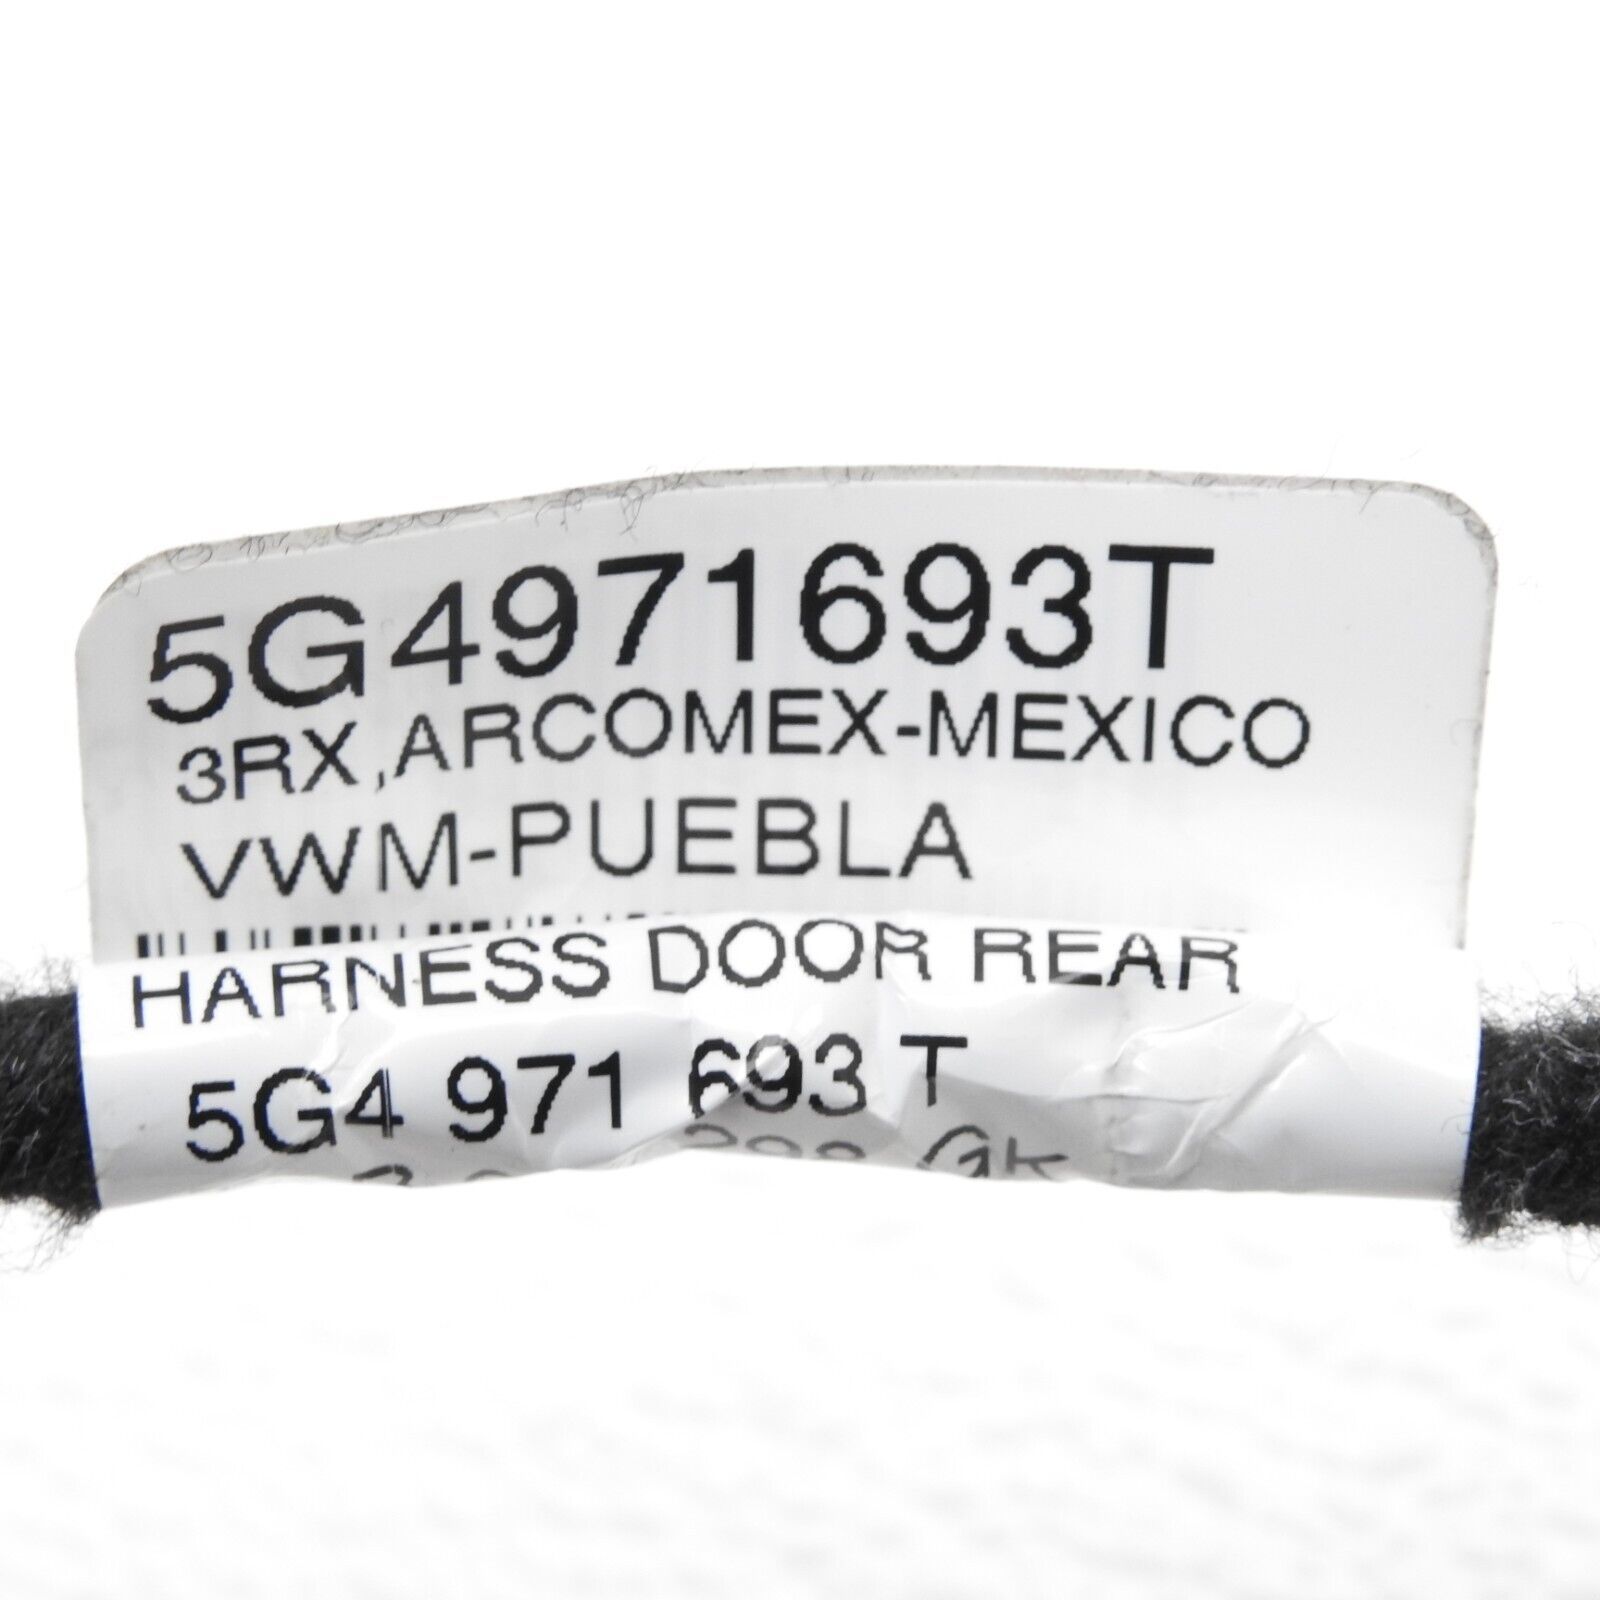 5G4971693T
3RX,ARCOMEX-MEXICO
VWM-PUEBLA
HARNESS DOOR REAR
5G4 971 693 T